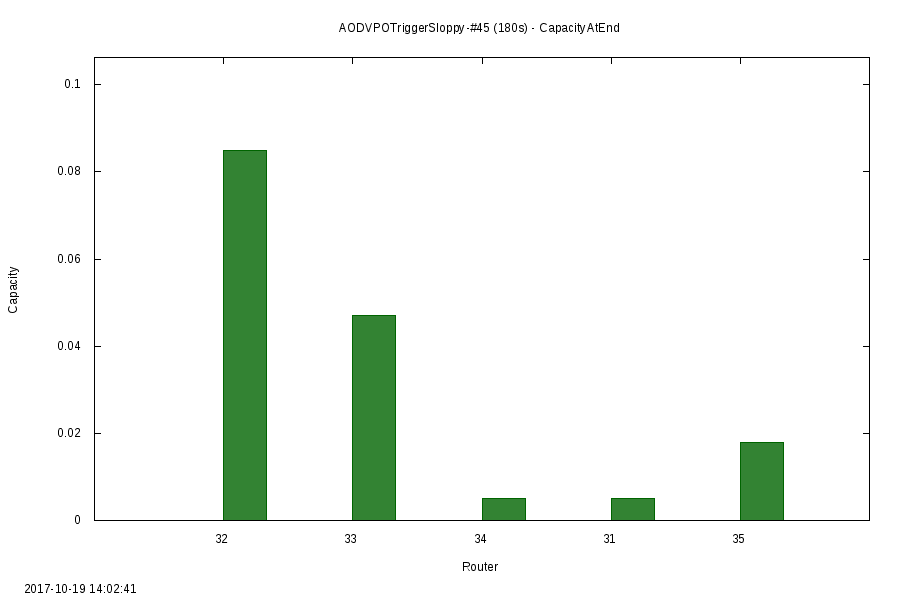 AODVPOTriggerSloppy-#45 (180s) - CapacityAtEnd
0.1
0.08
0.06
0.04
0.02
0
Capacity
32 33 34 31 35
Router
2017-10-19 14:02:41